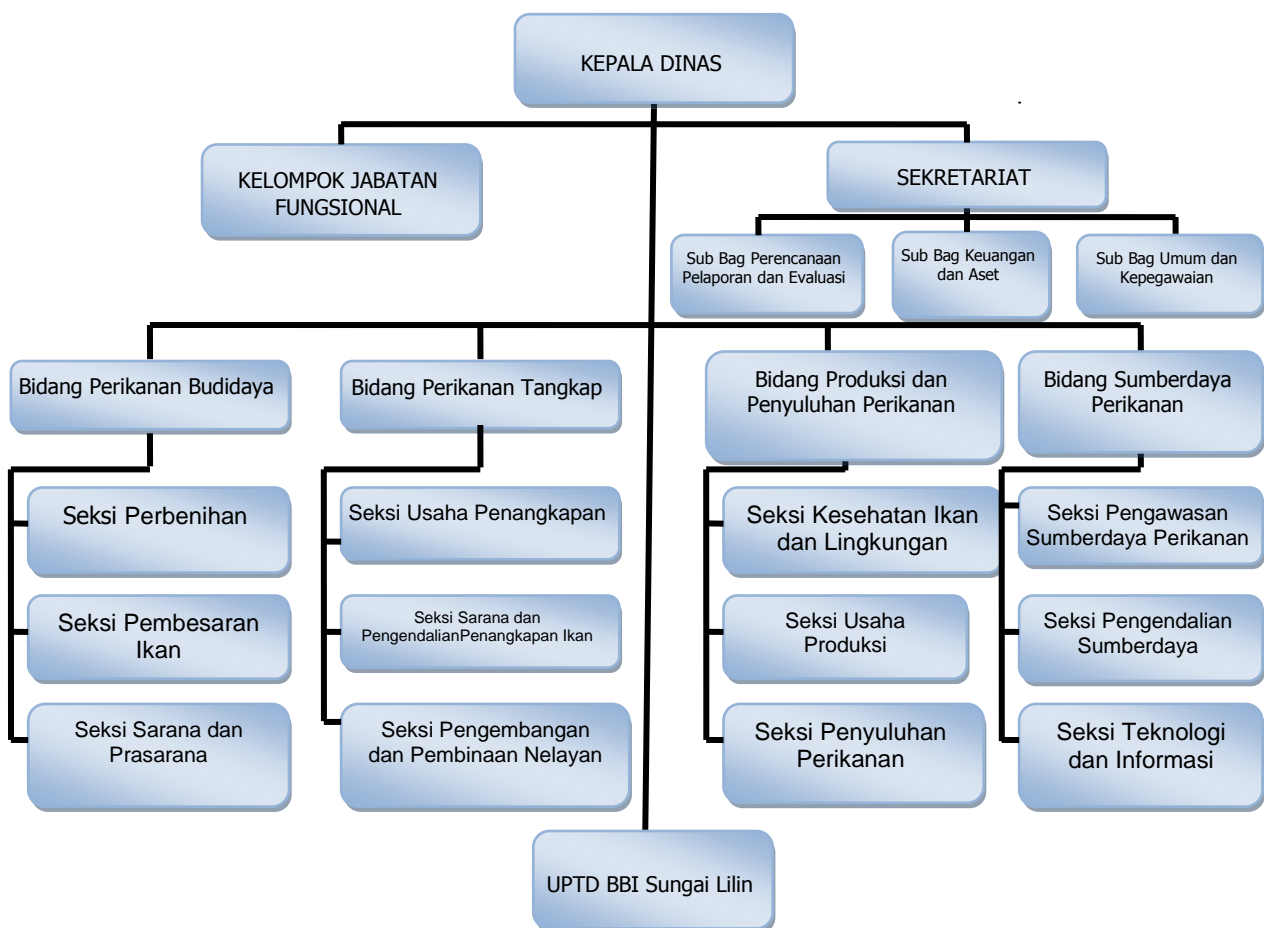 KEPALA DINAS
KELOMPOK JABATAN
FUNGSIONAL
SEKRETARIAT
Sub Bag Perencanaan
Pelaporan dan Evaluasi
Sub Bag Keuangan
dan Aset
Sub Bag Umum dan
Kepegawaian
Bidang Perikanan Budidaya
Bidang Perikanan Tangkap
Bidang Produksi dan
Penyuluhan Perikanan
Bidang Sumberdaya
Perikanan
Seksi Perbenihan
Seksi Pembesaran
Ikan
Seksi Sarana dan
Prasarana
Seksi Usaha Penangkapan
Seksi Sarana dan
PengendalianPenangkapan Ikan
Seksi Pengembangan
dan Pembinaan Nelayan
Seksi Kesehatan Ikan
dan Lingkungan
Seksi Usaha
Produksi
Seksi Penyuluhan
Perikanan
Seksi Pengawasan
Sumberdaya Perikanan
Seksi Pengendalian
Sumberdaya
Seksi Teknologi
dan Informasi
UPTD BBI Sungai Lilin